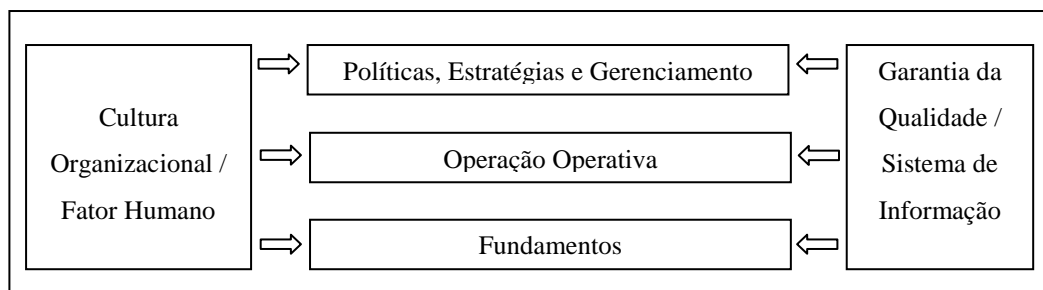 Cultura
Organizacional /
Fator Humano
Políticas, Estratégias e Gerenciamento
Operação Operativa
Fundamentos
Garantia da
Qualidade /
Sistema de
Informação